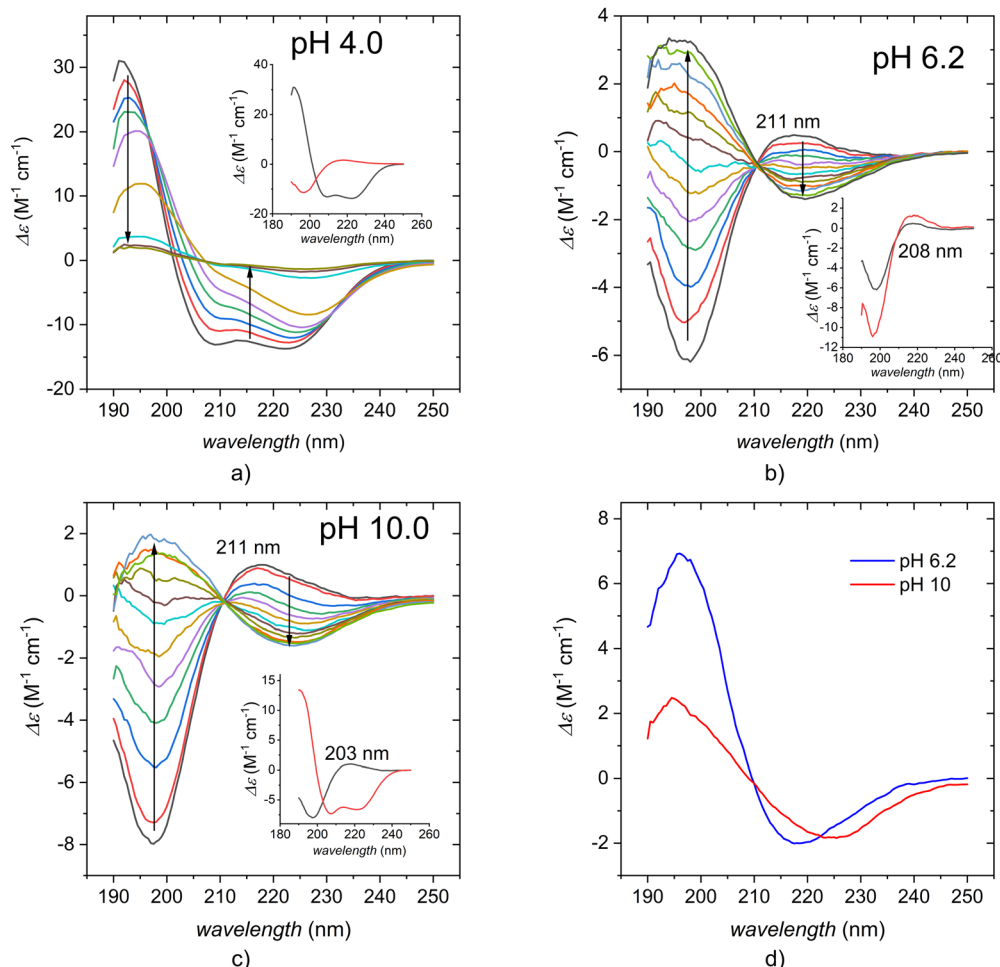 pH 4.0
30
20
10
0
-10
-20
Δε (M⁻¹ cm⁻¹)
190 200 210 220 230 240 250
wavelength (nm)
a)
40
30
20
10
0
-10
-20
Δε (M⁻¹ cm⁻¹)
180 190 200 210 220 230 240 250 260
wavelength (nm)
pH 6.2
211 nm
4
2
0
-2
-4
-6
Δε (M⁻¹ cm⁻¹)
190 200 210 220 230 240 250
wavelength (nm)
b)
208 nm
2
0
-2
-4
-6
-8
-10
-12
Δε (M⁻¹ cm⁻¹)
180 200 220 240 260
wavelength (nm)
pH 10.0
211 nm
2
0
-2
-4
-6
-8
Δε (M⁻¹ cm⁻¹)
190 200 210 220 230 240 250
wavelength (nm)
c)
203 nm
15
10
5
0
-5
Δε (M⁻¹ cm⁻¹)
180 200 220 240 260
wavelength (nm)
pH 6.2
pH 10
8
6
4
2
0
-2
Δε (M⁻¹ cm⁻¹)
190 200 210 220 230 240 250
wavelength (nm)
d)